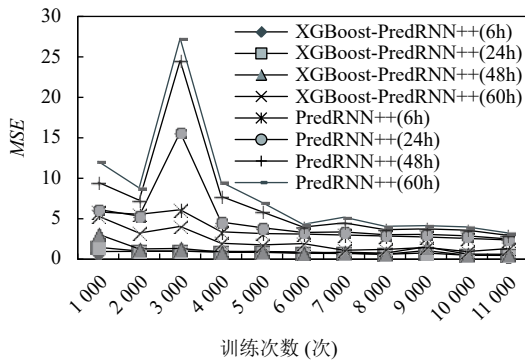 MSE
30
25
20
15
10
5
0
XGBoost-PredRNN++(6h)
XGBoost-PredRNN++(24h)
XGBoost-PredRNN++(48h)
XGBoost-PredRNN++(60h)
PredRNN++(6h)
PredRNN++(24h)
PredRNN++(48h)
PredRNN++(60h)
1 000
2 000
3 000
4 000
5 000
6 000
7 000
8 000
9 000
10 000
11 000
训练次数 (次)